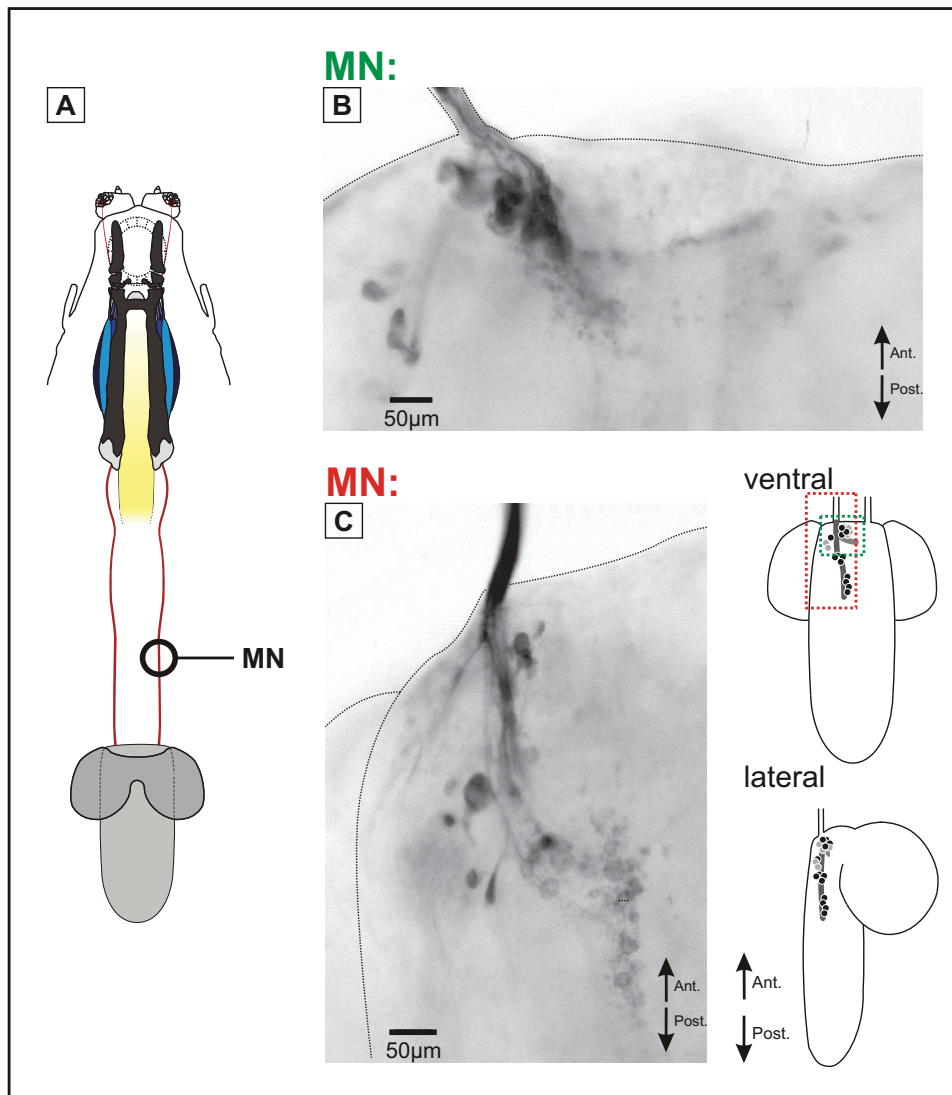 A
MN
MN:
B
Ant.
Post.
50µm
MN:
C
Ant.
Post.
50µm
ventral
lateral
Ant.
Post.